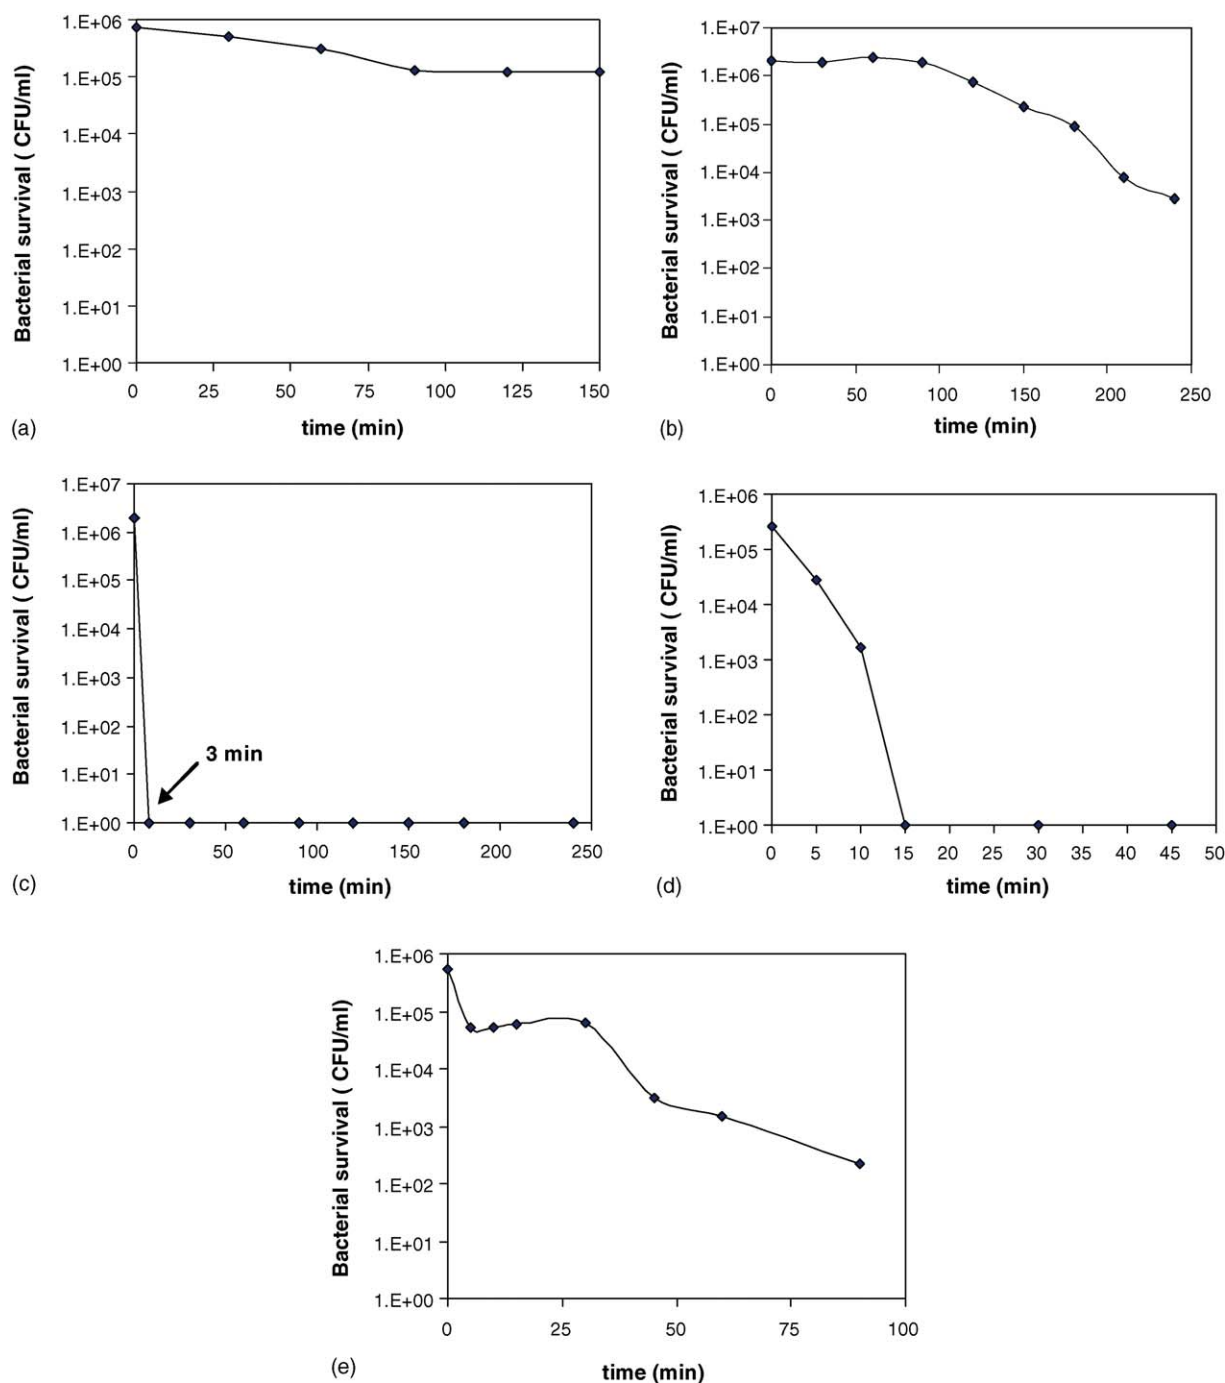 1.E+06
1.E+05
1.E+04
1.E+03
1.E+02
1.E+01
1.E+00
Bacterial survival ( CFU/ml)
0 25 50 75 100 125 150
time (min)
(a)
1.E+07
1.E+06
1.E+05
1.E+04
1.E+03
1.E+02
1.E+01
1.E+00
Bacterial survival ( CFU/ml)
0 50 100 150 200 250
time (min)
(b)
1.E+07
1.E+06
1.E+05
1.E+04
1.E+03
1.E+02
1.E+01
1.E+00
Bacterial survival ( CFU/ml)
3 min
0 50 100 150 200 250
time (min)
(c)
1.E+06
1.E+05
1.E+04
1.E+03
1.E+02
1.E+01
1.E+00
Bacterial survival ( CFU/ml)
0 5 10 15 20 25 30 35 40 45 50
time (min)
(d)
1.E+06
1.E+05
1.E+04
1.E+03
1.E+02
1.E+01
1.E+00
Bacterial survival ( CFU/ml)
0 25 50 75 100
time (min)
(e)